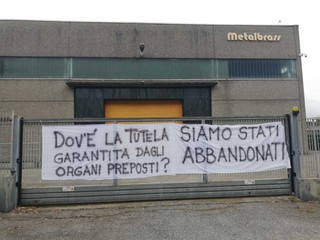 Metalbrass
DOV'É LA TUTELA
GARANTITA DAGLI
ORGANI PREPOSTI?
SIAMO STATI
ABBANDONATI